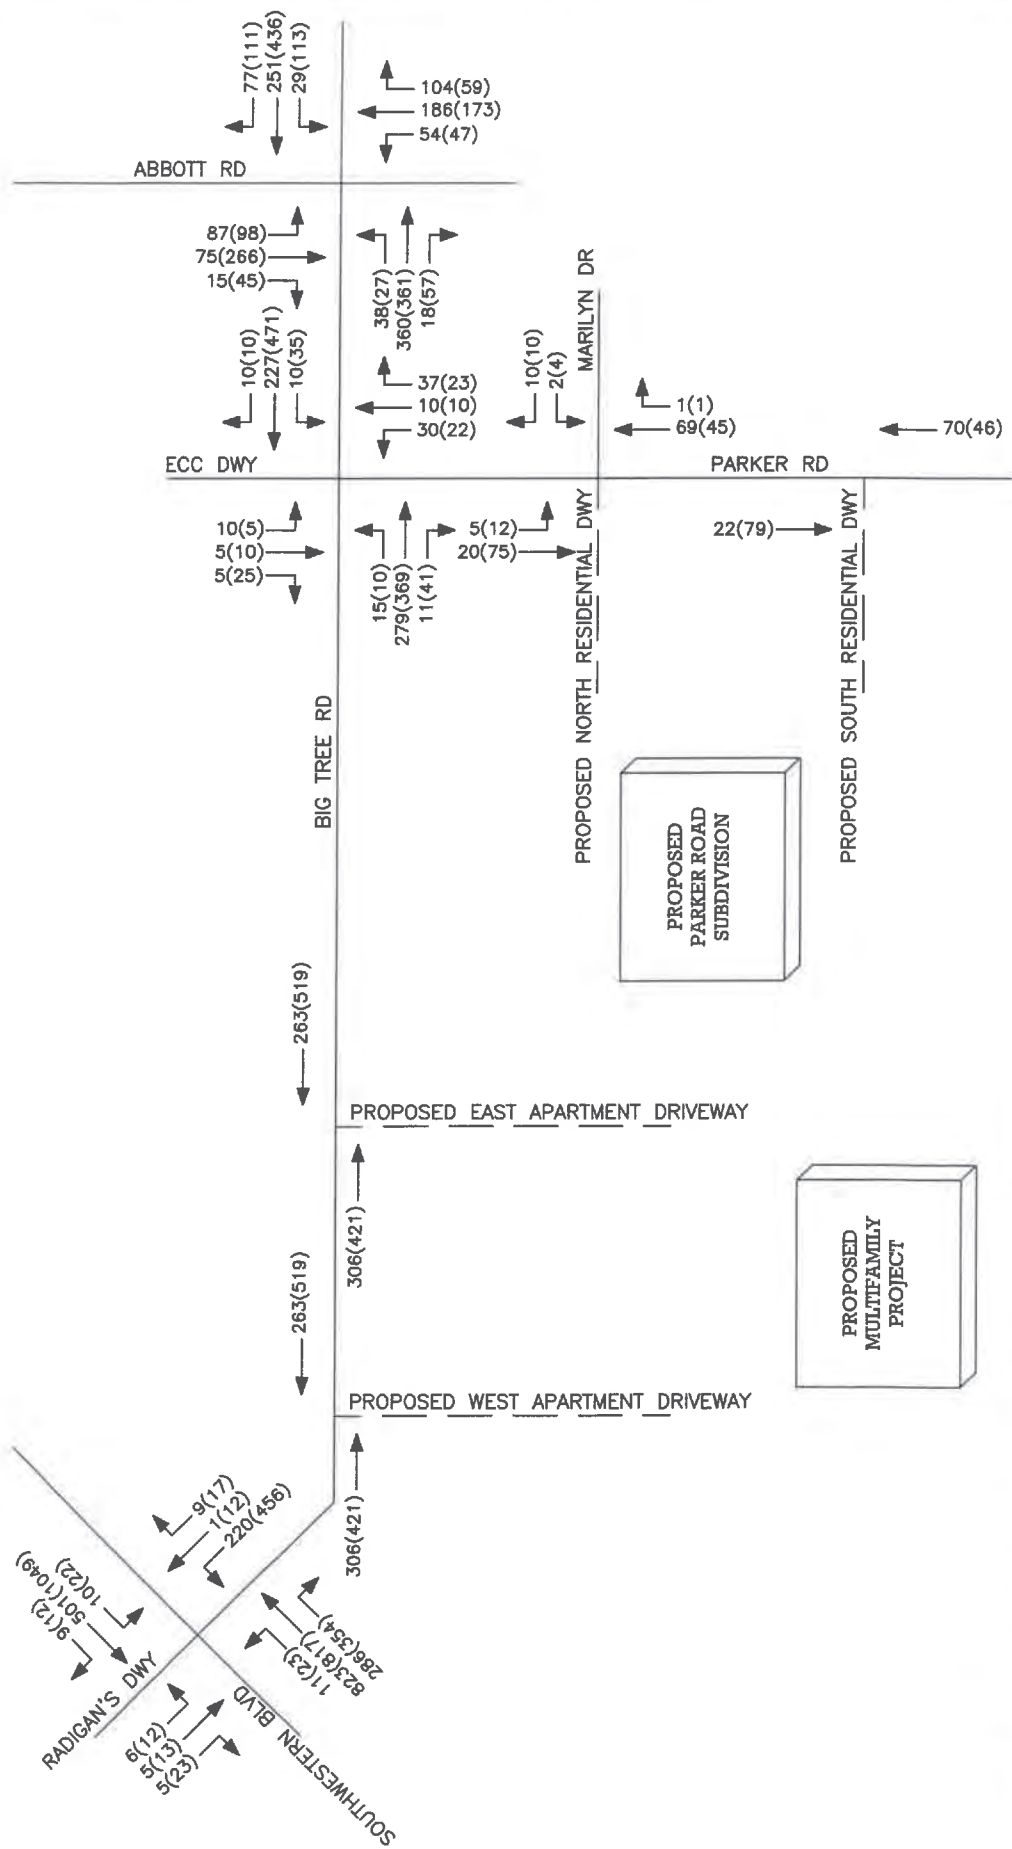 77(111)
251(436)
29(113)
104(59)
186(173)
54(47)
ABBOTT RD
87(98)
75(266)
15(45)
38(27)
360(361)
18(57)
MARILYN DR
10(10)
227(471)
10(35)
37(23)
10(10)
30(22)
10(10)
2(4)
1(1)
69(45)
70(46)
ECC DWY
PARKER RD
10(5)
5(10)
5(25)
15(10)
279(369)
11(41)
5(12)
20(75)
22(79)
PROPOSED NORTH RESIDENTIAL DWY
PROPOSED SOUTH RESIDENTIAL DWY
BIG TREE RD
PROPOSED
PARKER ROAD
SUBDIVISION
263(519)
PROPOSED EAST APARTMENT DRIVEWAY
306(421)
263(519)
PROPOSED
MULTIFAMILY
PROJECT
PROPOSED WEST APARTMENT DRIVEWAY
306(421)
9(17)
1(12)
220(456)
10(22)
501(1049)
9(12)
286(354)
823(817)
11(23)
RADIGAN'S DWY
6(12)
5(13)
5(23)
SOUTHWESTERN BLVD